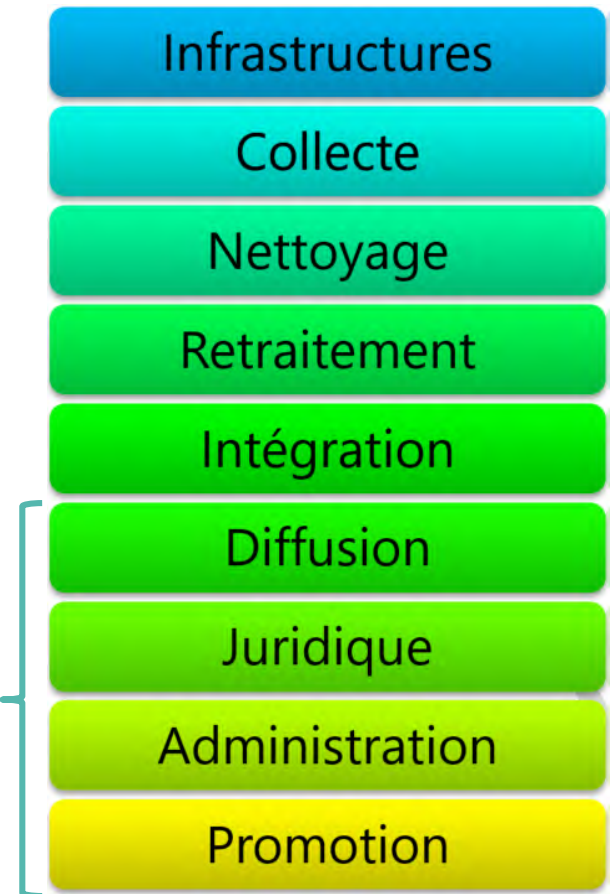 Infrastructures
Collecte
Nettoyage
Retraitement
Intégration
Diffusion
Juridique
Administration
Promotion